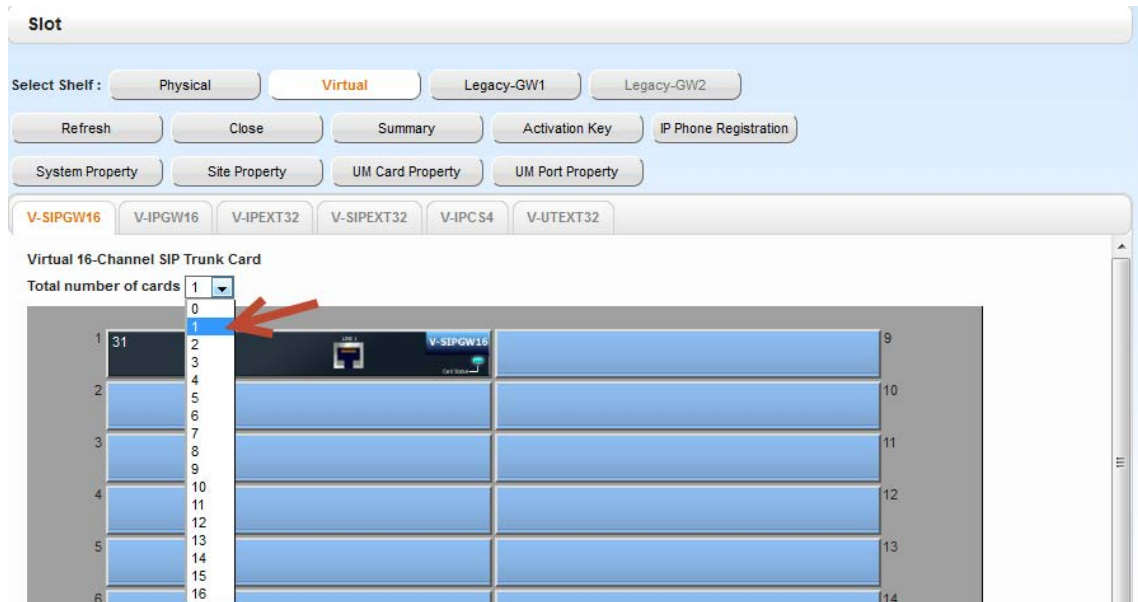 Slot
Select Shelf : Physical Virtual Legacy-GW1 Legacy-GW2
Refresh Close Summary Activation Key IP Phone Registration
System Property Site Property UM Card Property UM Port Property
V-SIPGW16 V-IPGW16 V-IPEXT32 V-SIPEXT32 V-IPCS4 V-UTEXT32
Virtual 16-Channel SIP Trunk Card
Total number of cards 1
0
1
2
3
4
5
6
7
8
9
10
11
12
13
14
15
16
1 31 V-SIPGW16 9
Card Status
2 10
3 11
4 12
5 13
6 14